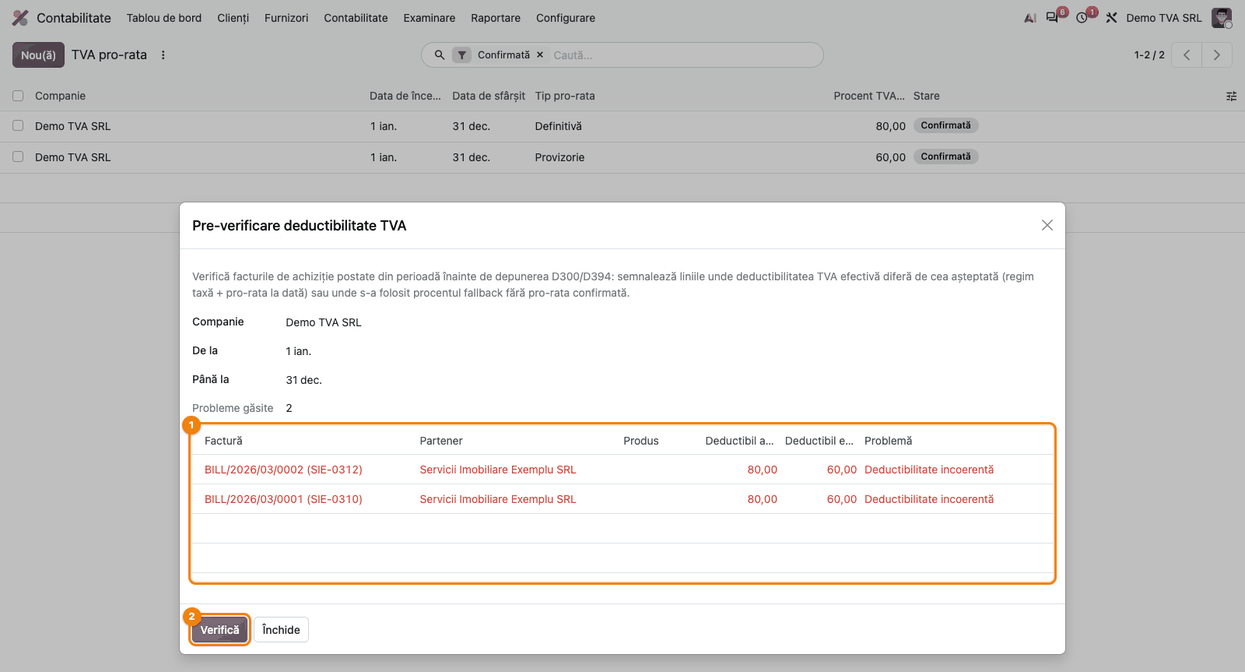 Contabilitate Tablou de bord Clienți Furnizori Contabilitate Examinare Raportare Configurare AI 6 1 Demo TVA SRL
Nou(ă) TVA pro-rata Confirmată × Caută... 1-2 / 2
Companie Data de înce... Data de sfârșit Tip pro-rata Procent TVA... Stare
Demo TVA SRL 1 ian. 31 dec. Definitivă 80,00 Confirmată
Demo TVA SRL 1 ian. 31 dec. Provizorie 60,00 Confirmată
Pre-verificare deductibilitate TVA
Verifică facturile de achiziție postate din perioadă înainte de depunerea D300/D394: semnalează liniile unde deductibilitatea TVA efectivă diferă de cea așteptată (regim
taxă + pro-rata la dată) sau unde s-a folosit procentul fallback fără pro-rata confirmată.
Companie Demo TVA SRL
De la 1 ian.
Până la 31 dec.
Probleme găsite 2
1
Factură Partener Produs Deductibil a... Deductibil e... Problemă
BILL/2026/03/0002 (SIE-0312) Servicii Imobiliare Exemplu SRL 80,00 60,00 Deductibilitate incoerentă
BILL/2026/03/0001 (SIE-0310) Servicii Imobiliare Exemplu SRL 80,00 60,00 Deductibilitate incoerentă
2
Verifică Închide